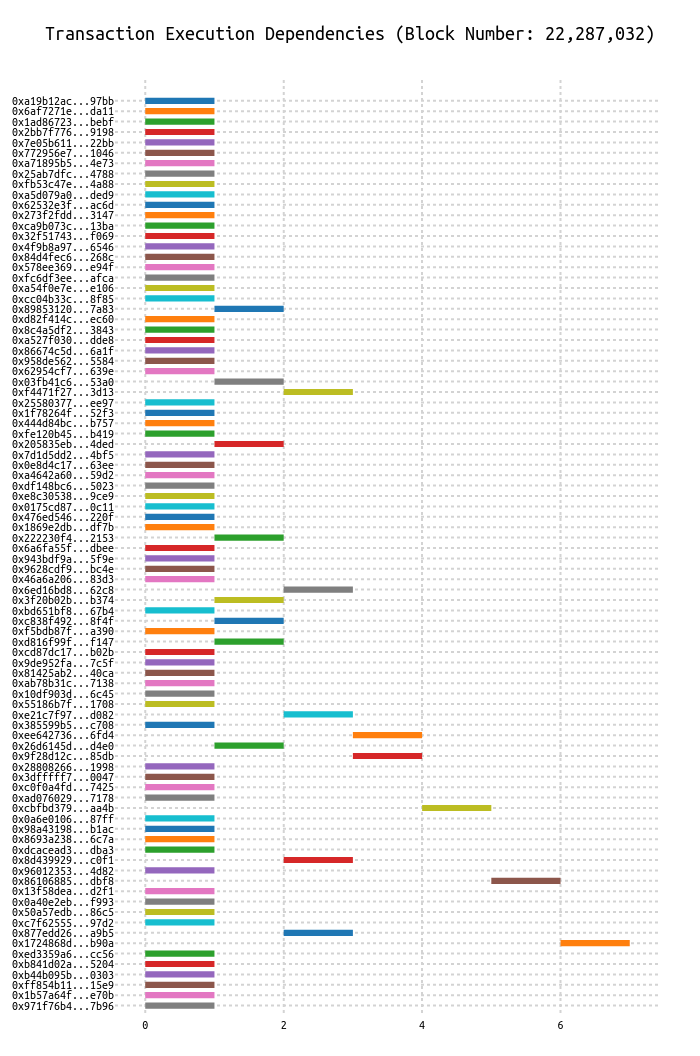 Transaction Execution Dependencies (Block Number: 22,287,032)
0xa19b12ac...97bb
0x6af7271e...da11
0x1ad86723...bebf
0x2bb7f776...9198
0x7e05b611...22bb
0x772956e7...1046
0xa71895b5...4e73
0x25ab7dfc...4788
0xfb53c47e...4a88
0xa5d079a0...ded9
0x62532e3f...ac6d
0x273f2fdd...3147
0xca9b073c...13ba
0x32f51743...f069
0x4f9b8a97...6546
0x84d4fec6...268c
0x578ee369...e94f
0xfc6df3ee...afca
0xa54f0e7e...e106
0xcc04b33c...8f85
0x89853120...7a83
0xd82f414c...ec60
0x8c4a5df2...3843
0xa527f030...dde8
0x86674c5d...6a1f
0x958de562...5584
0x62954cf7...639e
0x03fb41c6...53a0
0xf4471f27...3d13
0x25580377...ee97
0x1f78264f...52f3
0x444d84bc...b757
0xfe120b45...b419
0x205835eb...4ded
0x7d1d5dd2...4bf5
0x0e8d4c17...63ee
0xa4642a60...59d2
0xdf148bc6...5023
0xe8c30538...9ce9
0x0175cd87...0c11
0x476ed546...220f
0x1869e2db...df7b
0x222230f4...2153
0x6a6fa55f...dbee
0x943bdf9a...5f9e
0x9628cdf9...bc4e
0x46a6a206...83d3
0x6ed16bd8...62c8
0x3f20b02b...b374
0xbd651bf8...67b4
0xc838f492...8f4f
0xf5bdb87f...a390
0xd816f99f...f147
0xcd87dc17...b02b
0x9de952fa...7c5f
0x81425ab2...40ca
0xab78b31c...7138
0x10df903d...6c45
0x55186b7f...1708
0xe21c7f97...d082
0x385599b5...c708
0xee642736...6fd4
0x26d6145d...d4e0
0x9f28d12c...85db
0x28808266...1998
0x3dfffff7...0047
0xc0f0a4fd...7425
0xad076029...7178
0xcbfbd379...aa4b
0x0a6e0106...87ff
0x98a43198...b1ac
0x8693a238...6c7a
0xdcacead3...dba3
0x8d439929...c0f1
0x96012353...4d82
0x86106885...dbf8
0x13f58dea...d2f1
0x0a40e2eb...f993
0x50a57edb...86c5
0xc7f62555...97d2
0x877edd26...a9b5
0x1724868d...b90a
0xed3359a6...cc56
0xb841d02a...5204
0xb44b095b...0303
0xff854b11...15e9
0x1b57a64f...e70b
0x971f76b4...7b96
0 2 4 6